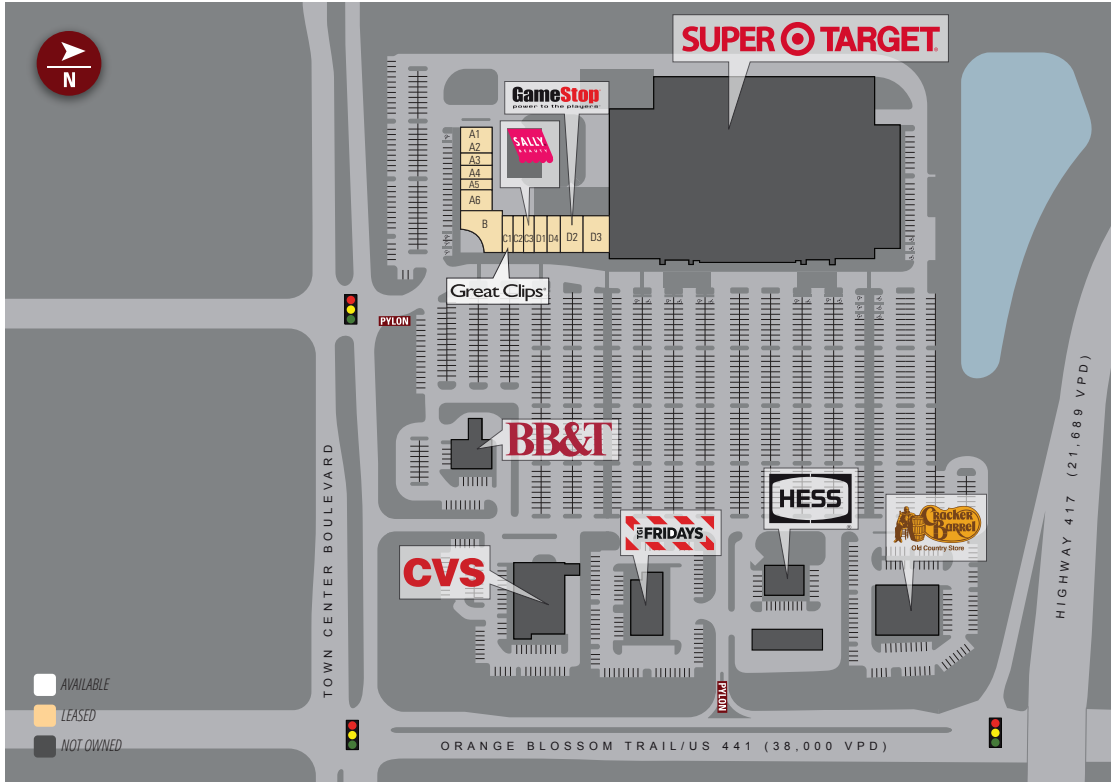 N
SUPER TARGET
GameStop
power to the players
SALLY
BEAUTY
A1
A2
A3
A4
A5
A6
B
C1
C2
C3
D1
D4
D2
D3
Great Clips
PYLON
BB&T
HESS
Cracker
Barrel
Old Country Store
TGI FRIDAYS
CVS
TOWN CENTER BOULEVARD
HIGHWAY 417 (21,689 VPD)
PYLON
AVAILABLE
LEASED
NOT OWNED
ORANGE BLOSSOM TRAIL/US 441 (38,000 VPD)